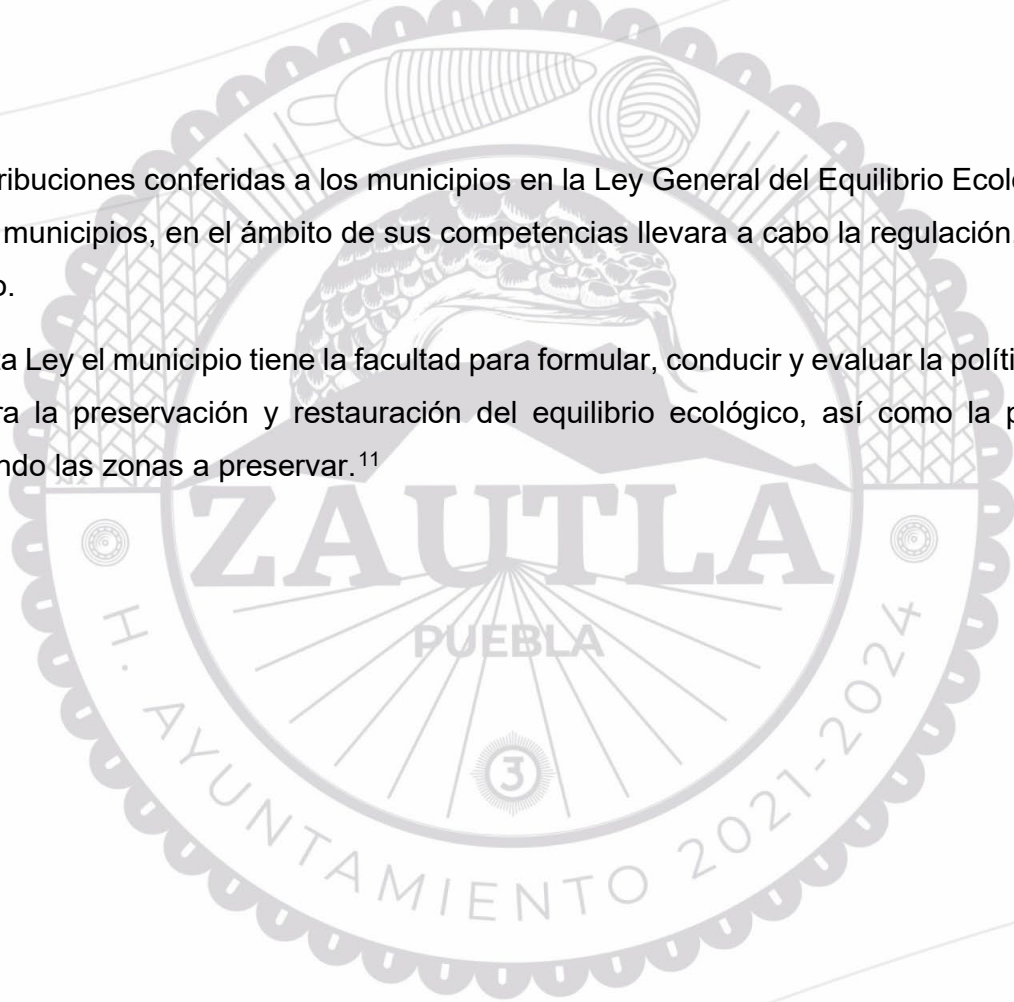 ribuciones conferidas a los municipios en la Ley General del Equilibrio Ecol
municipios, en el ámbito de sus competencias llevara a cabo la regulación
o.
a Ley el municipio tiene la facultad para formular, conducir y evaluar la políti
ra la preservación y restauración del equilibrio ecológico, así como la p
ndo las zonas a preservar.11
ZAUTLA
PUEBLA
H. AYUNTAMIENTO 2021-2024